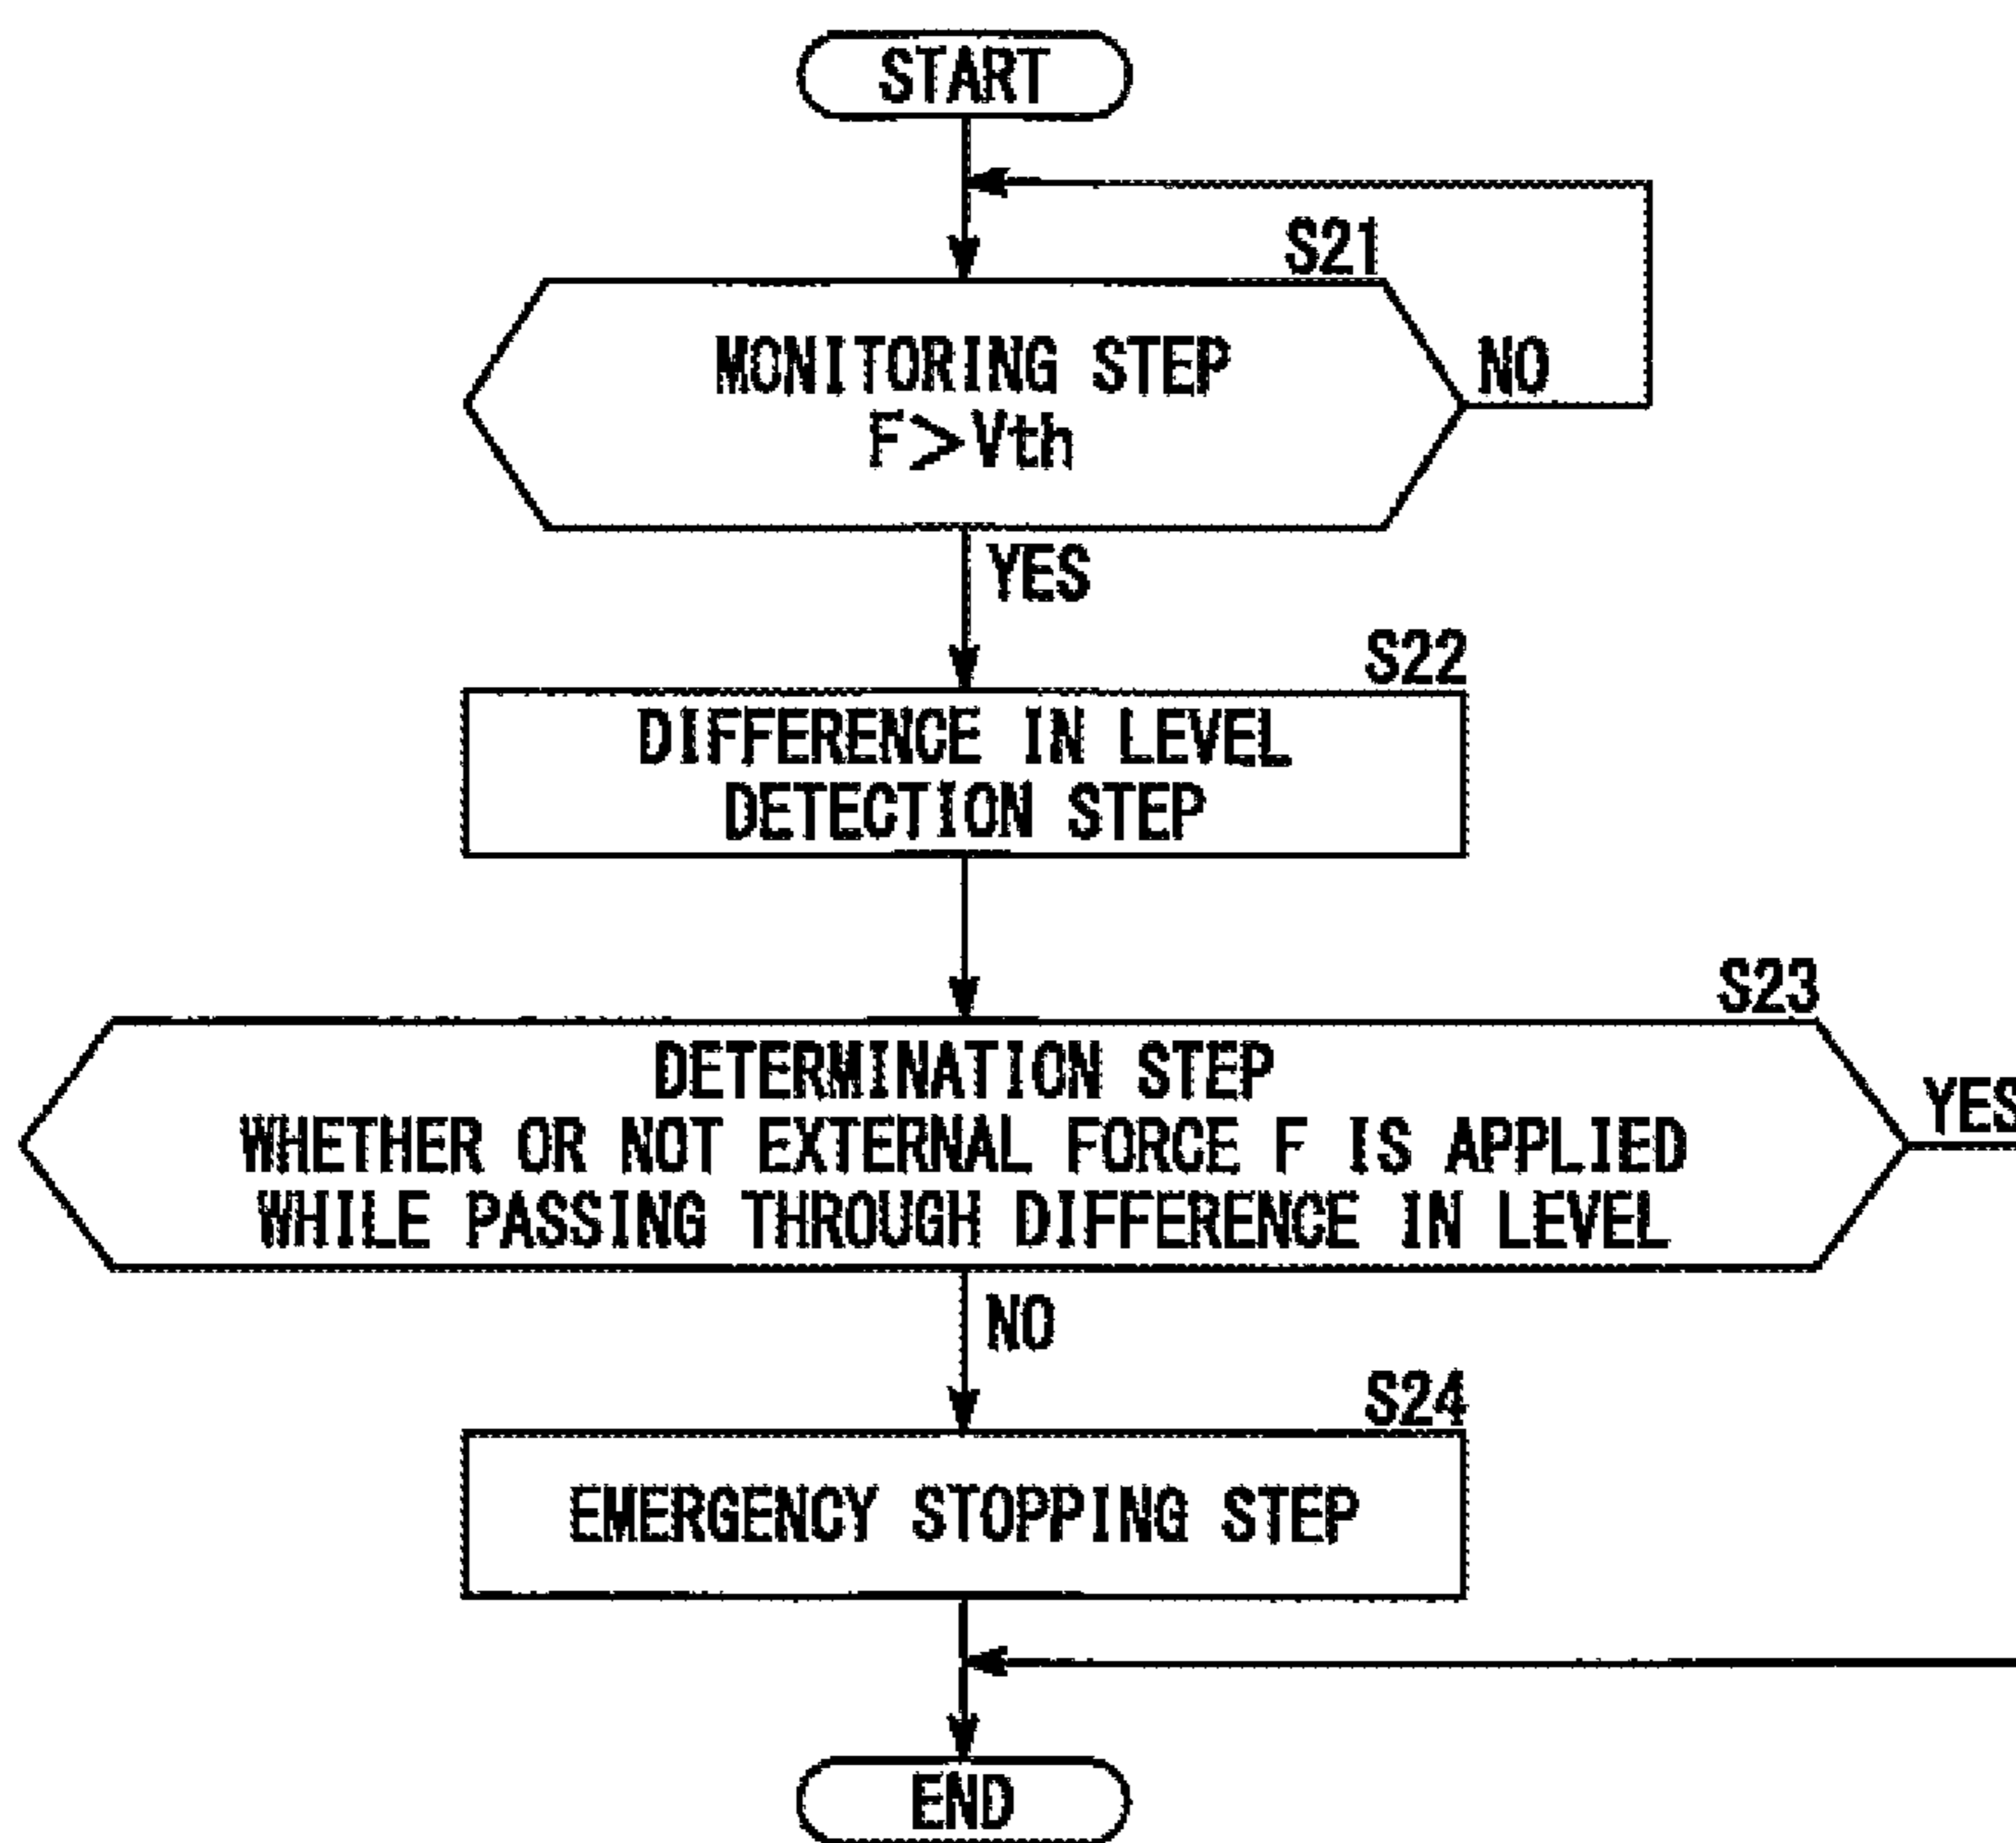 START
S21
MONITORING STEP
F>Vth
NO
YES
S22
DIFFERENCE IN LEVEL
DETECTION STEP
S23
DETERMINATION STEP
WHETHER OR NOT EXTERNAL FORCE F IS APPLIED
WHILE PASSING THROUGH DIFFERENCE IN LEVEL
YES
NO
S24
EMERGENCY STOPPING STEP
END